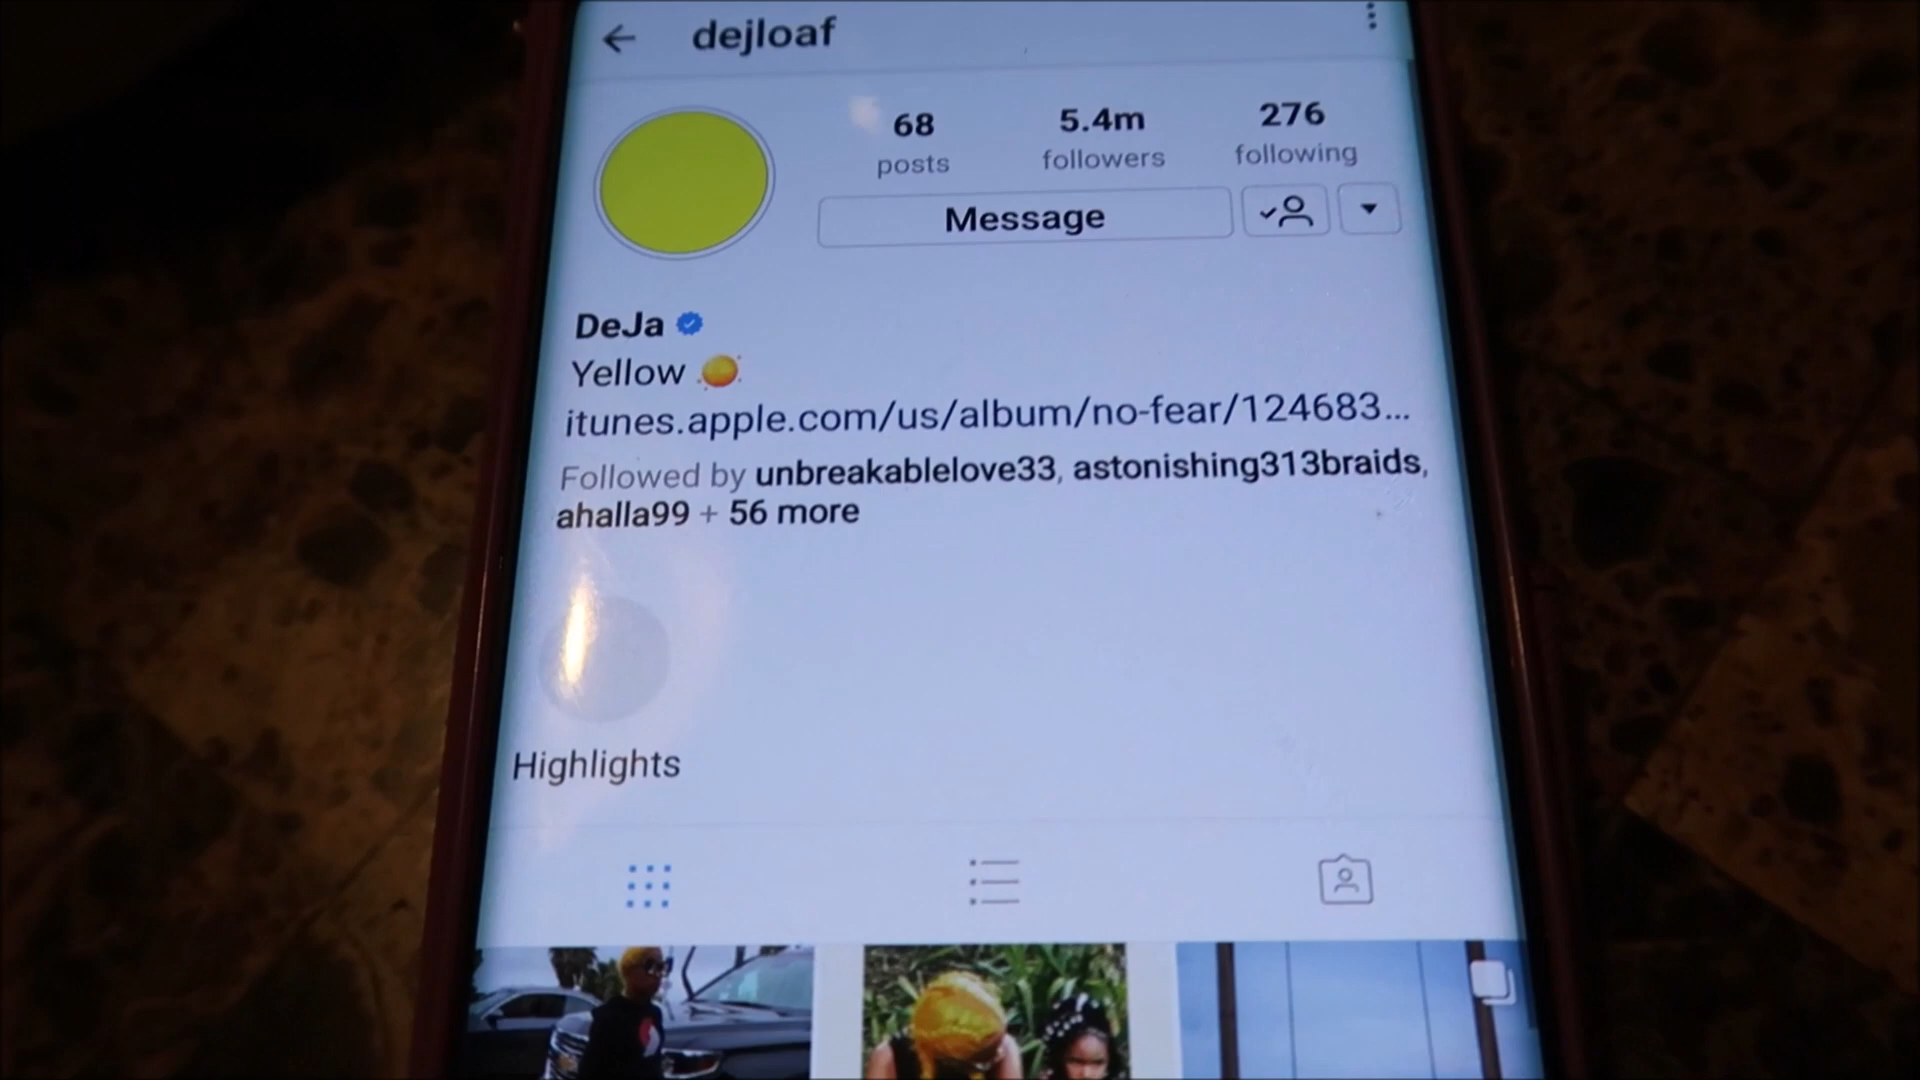 dejloaf
68
posts
5.4m
followers
276
following
Message
DeJa
Yellow
itunes.apple.com/us/album/no-fear/124683...
Followed by unbreakablelove33, astonishing313braids,
ahalla99 + 56 more
Highlights